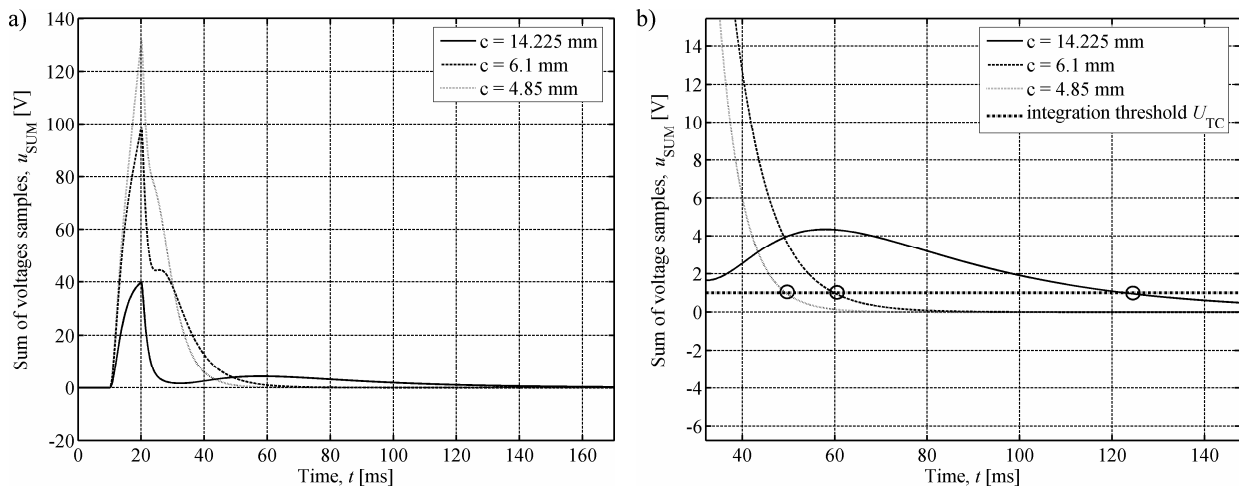 a)
140
120
100
80
60
40
20
0
-20
0 20 40 60 80 100 120 140 160
Time, t [ms]
Sum of voltages samples, uSUM [V]
c = 14.225 mm
c = 6.1 mm
c = 4.85 mm
b)
14
12
10
8
6
4
2
0
-2
-4
-6
40 60 80 100 120 140
Time, t [ms]
Sum of voltage samples, uSUM [V]
c = 14.225 mm
c = 6.1 mm
c = 4.85 mm
integration threshold UTC